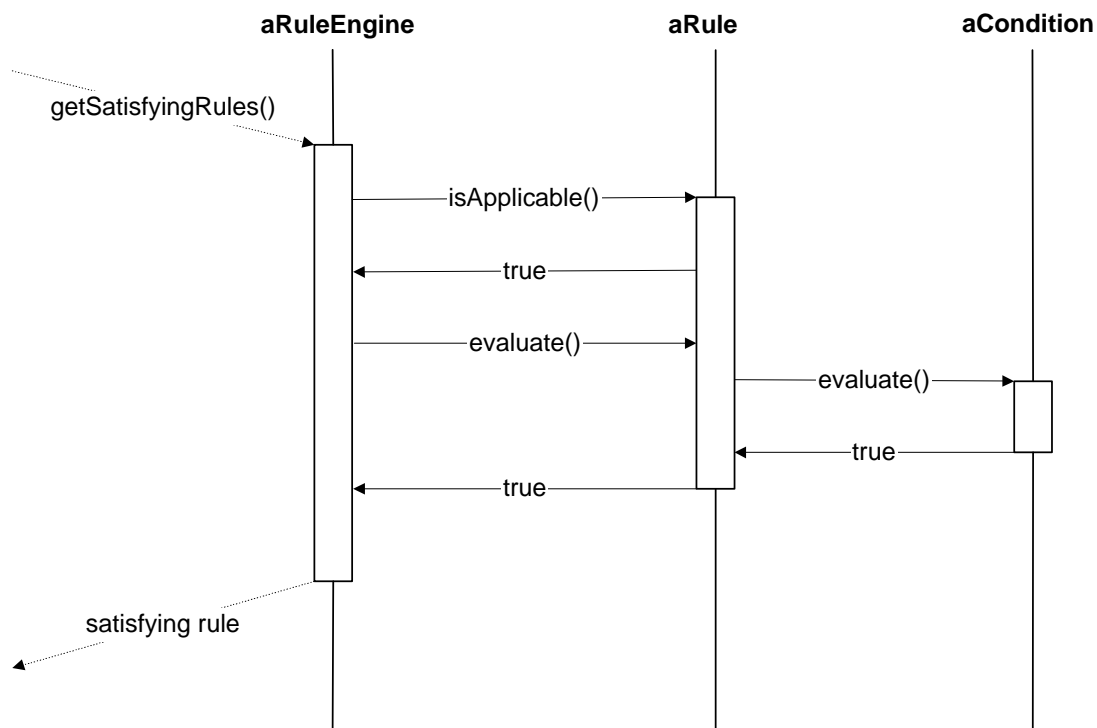 aRuleEngine
aRule
aCondition
getSatisfyingRules()
isApplicable()
true
evaluate()
evaluate()
true
true
satisfying rule